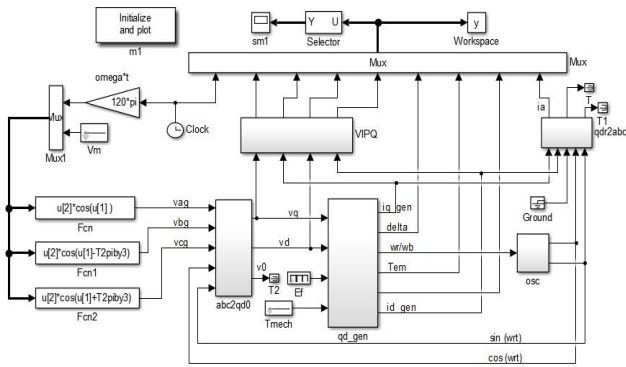 Initialize
and plot
m1
sm1
Y U
Selector
y
Workspace
Mux
Mux
omega*t
120*pi
Clock
Mux
Mux1
Vm
VIPQ
ia
T
T1
qdr2abc
Ground
u[2]*cos(u[1] )
Fcn
u[2]*cos(u[1]-T2piby3)
Fcn1
u[2]*cos(u[1]+T2piby3)
Fcn2
vag
vbg
vcg
abc2qd0
vq
vd
v0
T2
Ef
Tmech
qd_gen
iq_gen
delta
wr/wb
Tem
id_gen
osc
sin (wrt)
cos (wrt)